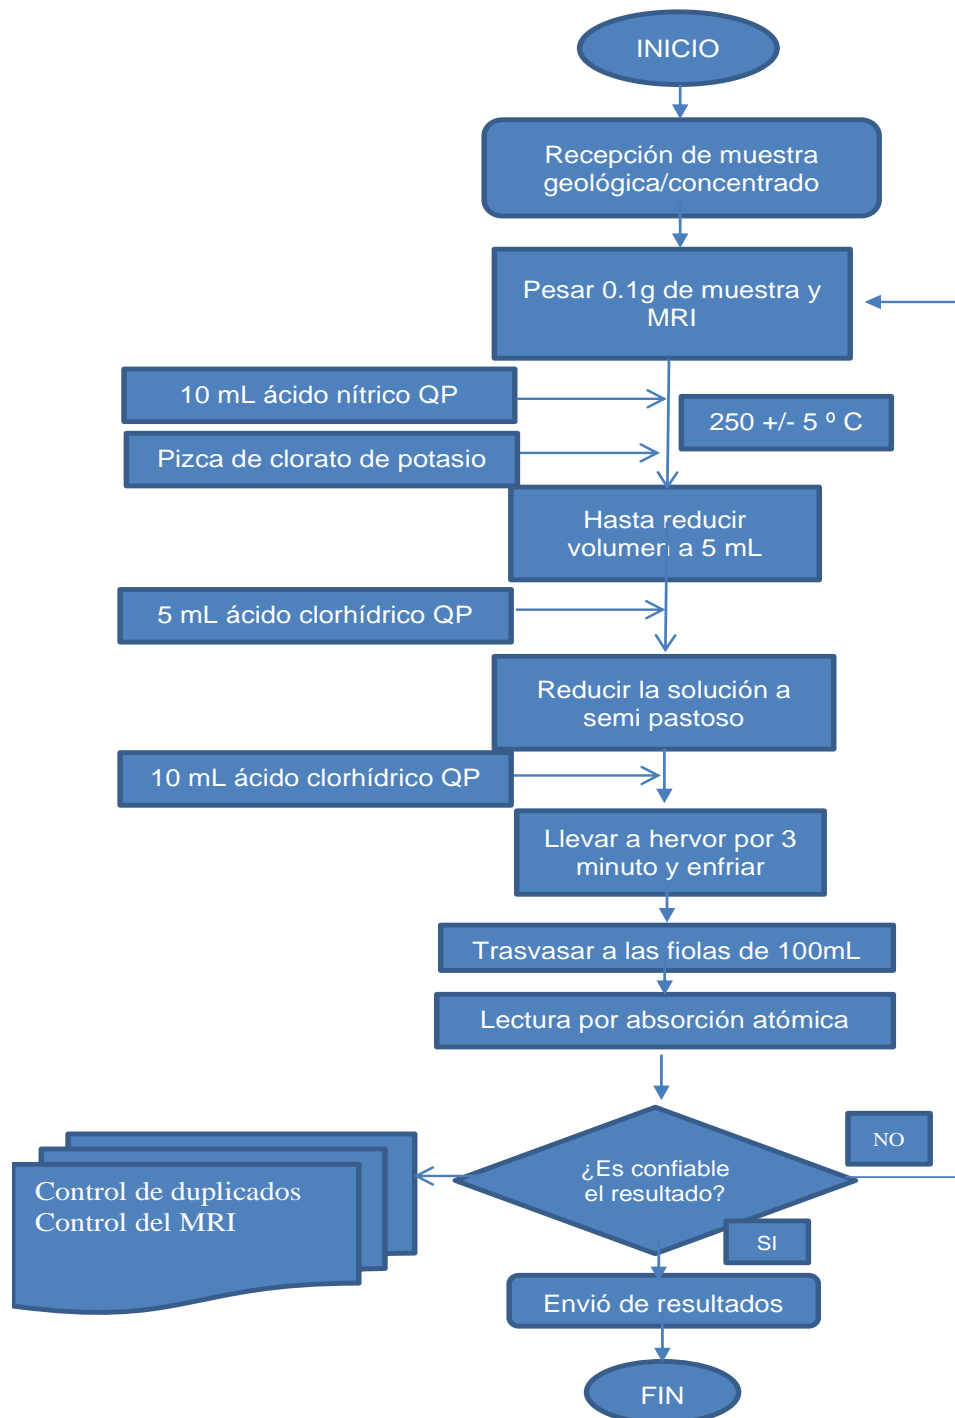 INICIO
Recepción de muestra
geológica/concentrado
Pesar 0.1g de muestra y
MRI
10 mL ácido nítrico QP
250 +/- 5 º C
Pizca de clorato de potasio
Hasta reducir
volumen a 5 mL
5 mL ácido clorhídrico QP
Reducir la solución a
semi pastoso
10 mL ácido clorhídrico QP
Llevar a hervor por 3
minuto y enfriar
Trasvasar a las fiolas de 100mL
Lectura por absorción atómica
¿Es confiable
el resultado?
NO
Control de duplicados
Control del MRI
SI
Envió de resultados
FIN